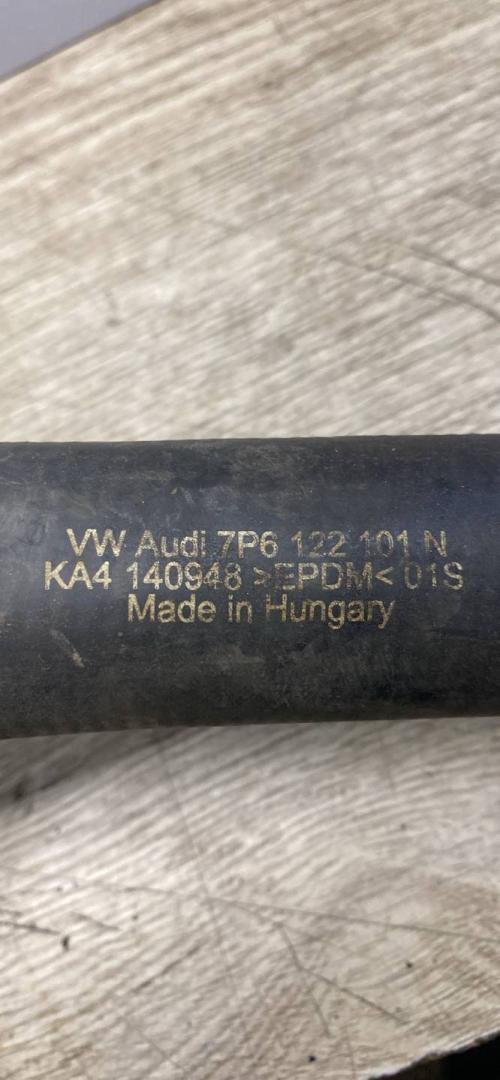 VW Audi 7P6 122 101 N
KA4 140948 >EPDM< 01S
Made in Hungary